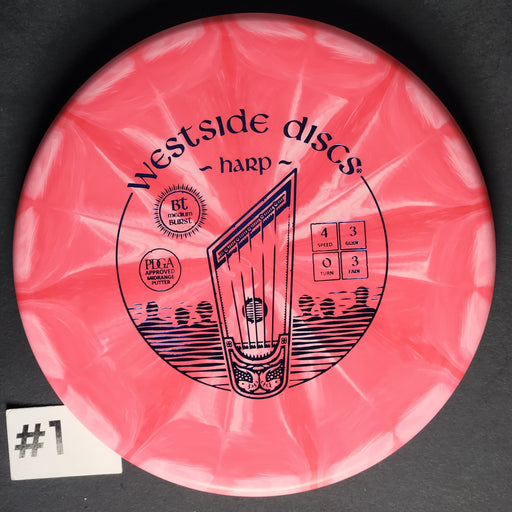 Westside Discs®
~ Harp ~
BT
medium
BURST
4
SPEED
3
GLIDE
0
TURN
3
FADE
PDGA
APPROVED
MIDRANGE
PUTTER
#1